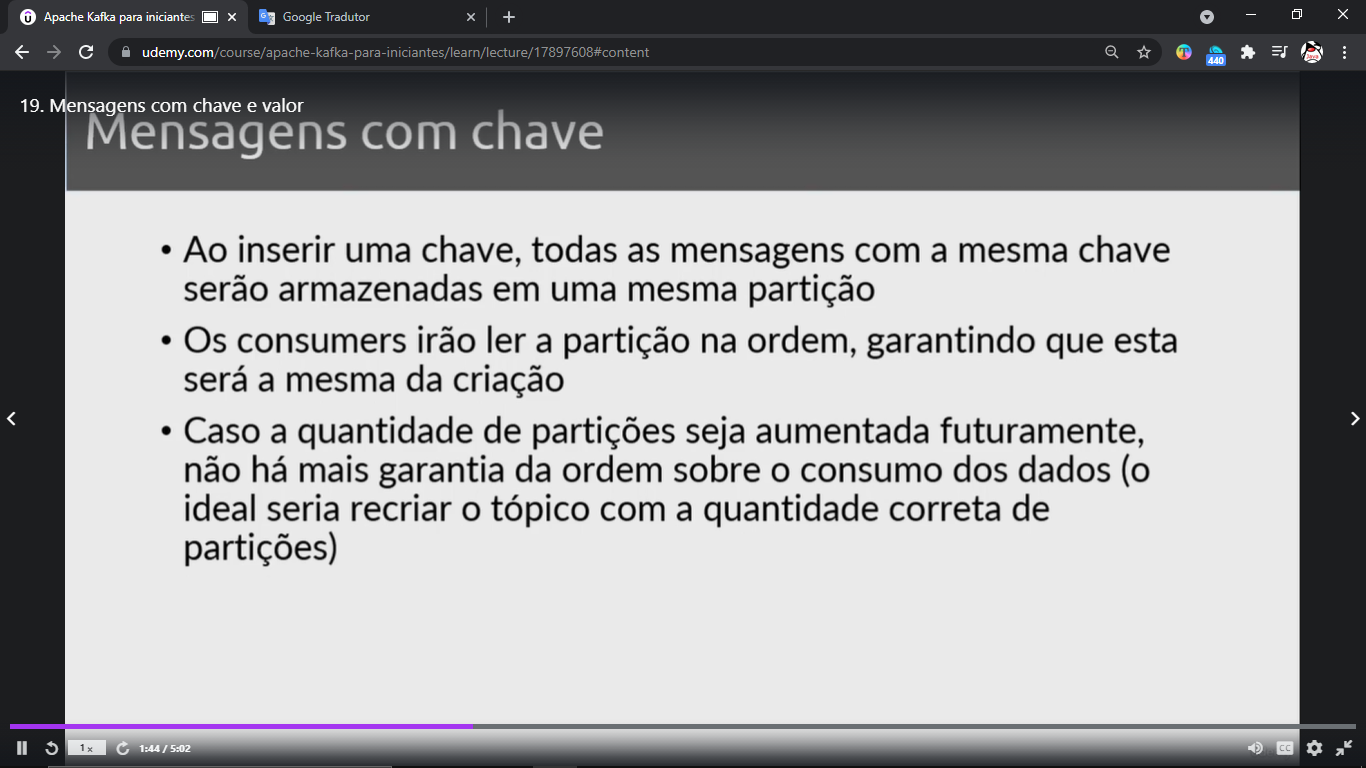 Apache Kafka para iniciantes
Google Tradutor
udemy.com/course/apache-kafka-para-iniciantes/learn/lecture/17897608#content
440
19. Mensagens com chave e valor
Mensagens com chave
• Ao inserir uma chave, todas as mensagens com a mesma chave
serão armazenadas em uma mesma partição
• Os consumers irão ler a partição na ordem, garantindo que esta
será a mesma da criação
• Caso a quantidade de partições seja aumentada futuramente,
não há mais garantia da ordem sobre o consumo dos dados (o
ideal seria recriar o tópico com a quantidade correta de
partições)
1x
1:44 / 5:02
CC